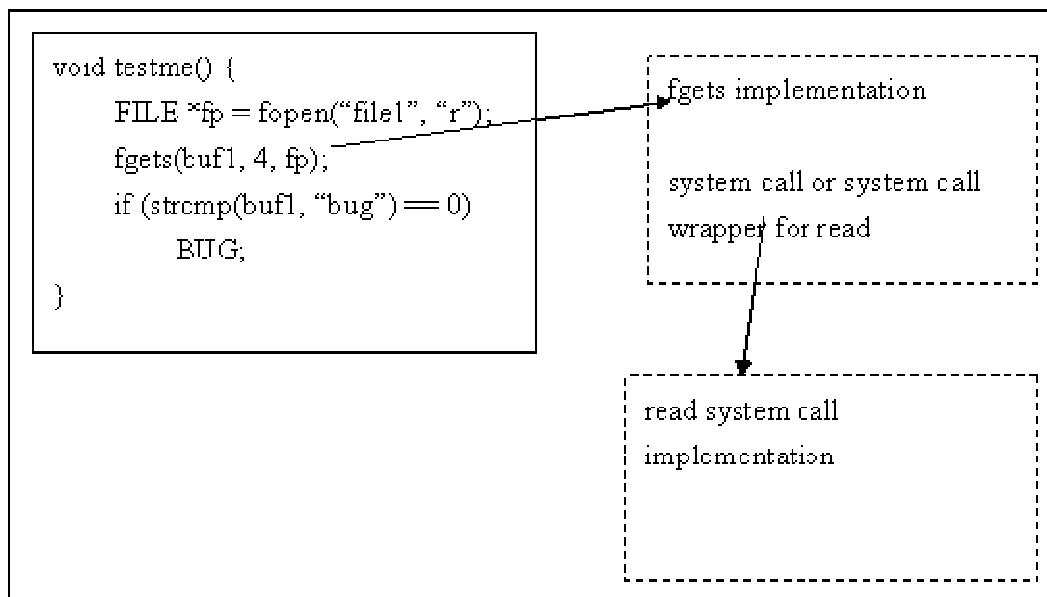 void testme() {
FILE *fp = fopen(“file1”, “r”);
fgets(buf1, 4, fp);
if (strcmp(buf1, “bug”) == 0)
BUG;
}
fgets implementation
system call or system call
wrapper for read
read system call
implementation